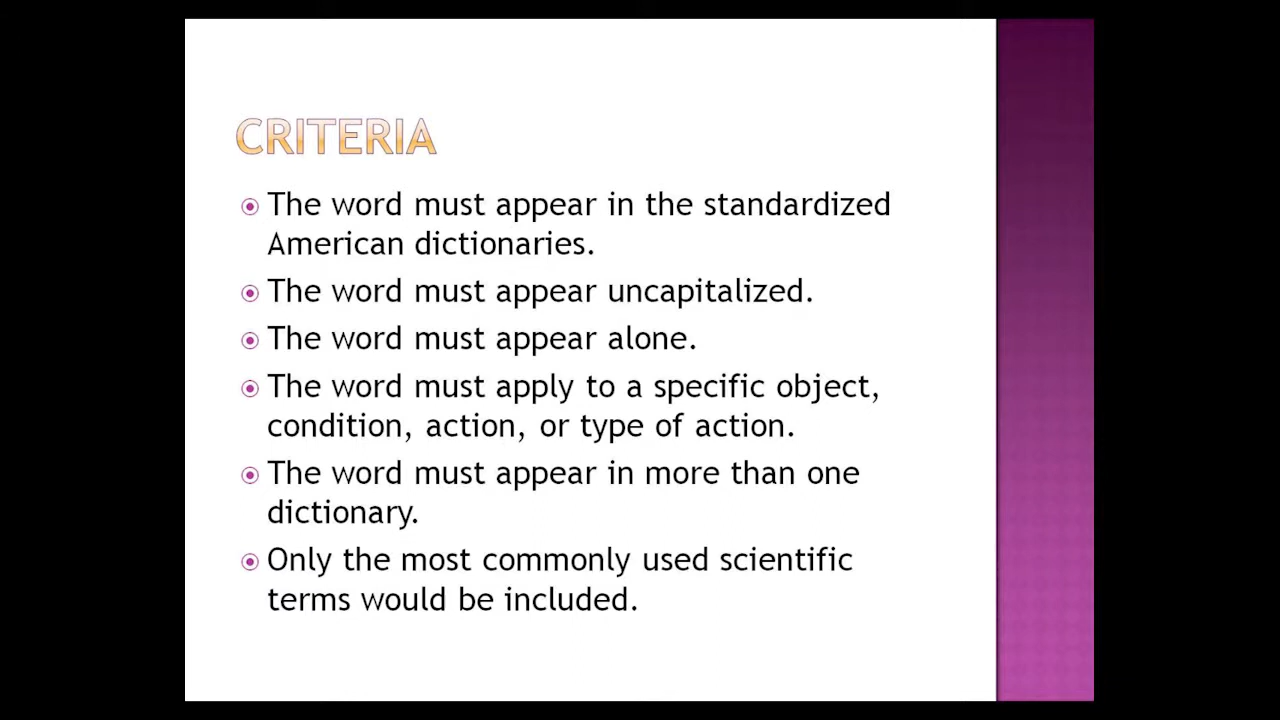 CRITERIA
The word must appear in the standardized
American dictionaries.
The word must appear uncapitalized.
The word must appear alone.
The word must apply to a specific object,
condition, action, or type of action.
The word must appear in more than one
dictionary.
Only the most commonly used scientific
terms would be included.